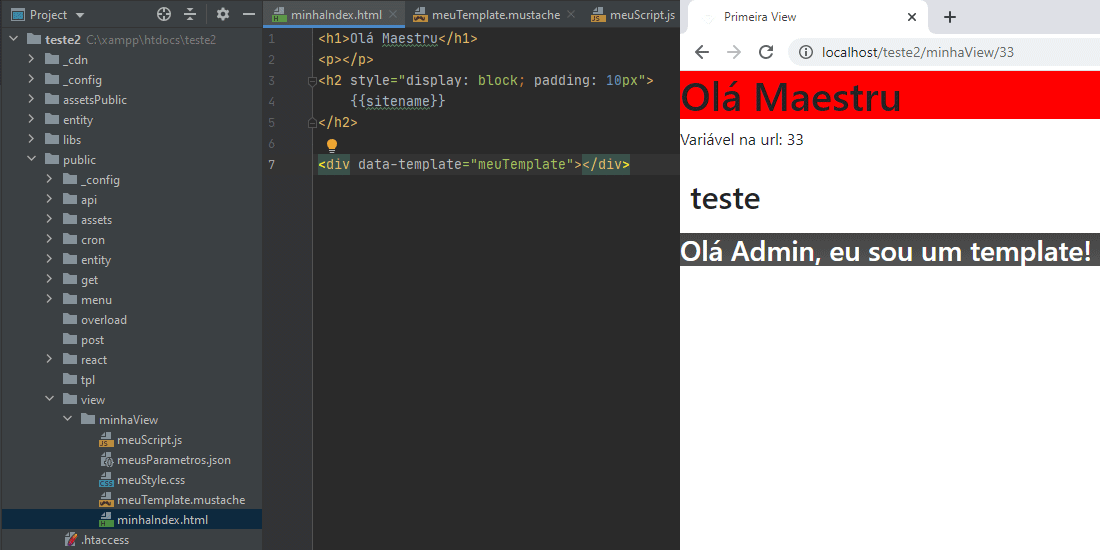 Project
teste2 C:\xampp\htdocs\teste2
_cdn
_config
assetsPublic
entity
libs
public
_config
api
assets
cron
entity
get
menu
overload
post
react
tpl
view
minhaView
meuScript.js
meusParametros.json
meuStyle.css
meuTemplate.mustache
minhaIndex.html
.htaccess
minhaIndex.html meuTemplate.mustache meuScript.js
1 <h1>Olá Maestru</h1>
2 <p></p>
3 <h2 style="display: block; padding: 10px">
4 {{sitename}}
5 </h2>
6
7 <div data-template="meuTemplate"></div>
Primeira View
localhost/teste2/minhaView/33
Olá Maestru
Variável na url: 33
teste
Olá Admin, eu sou um template!